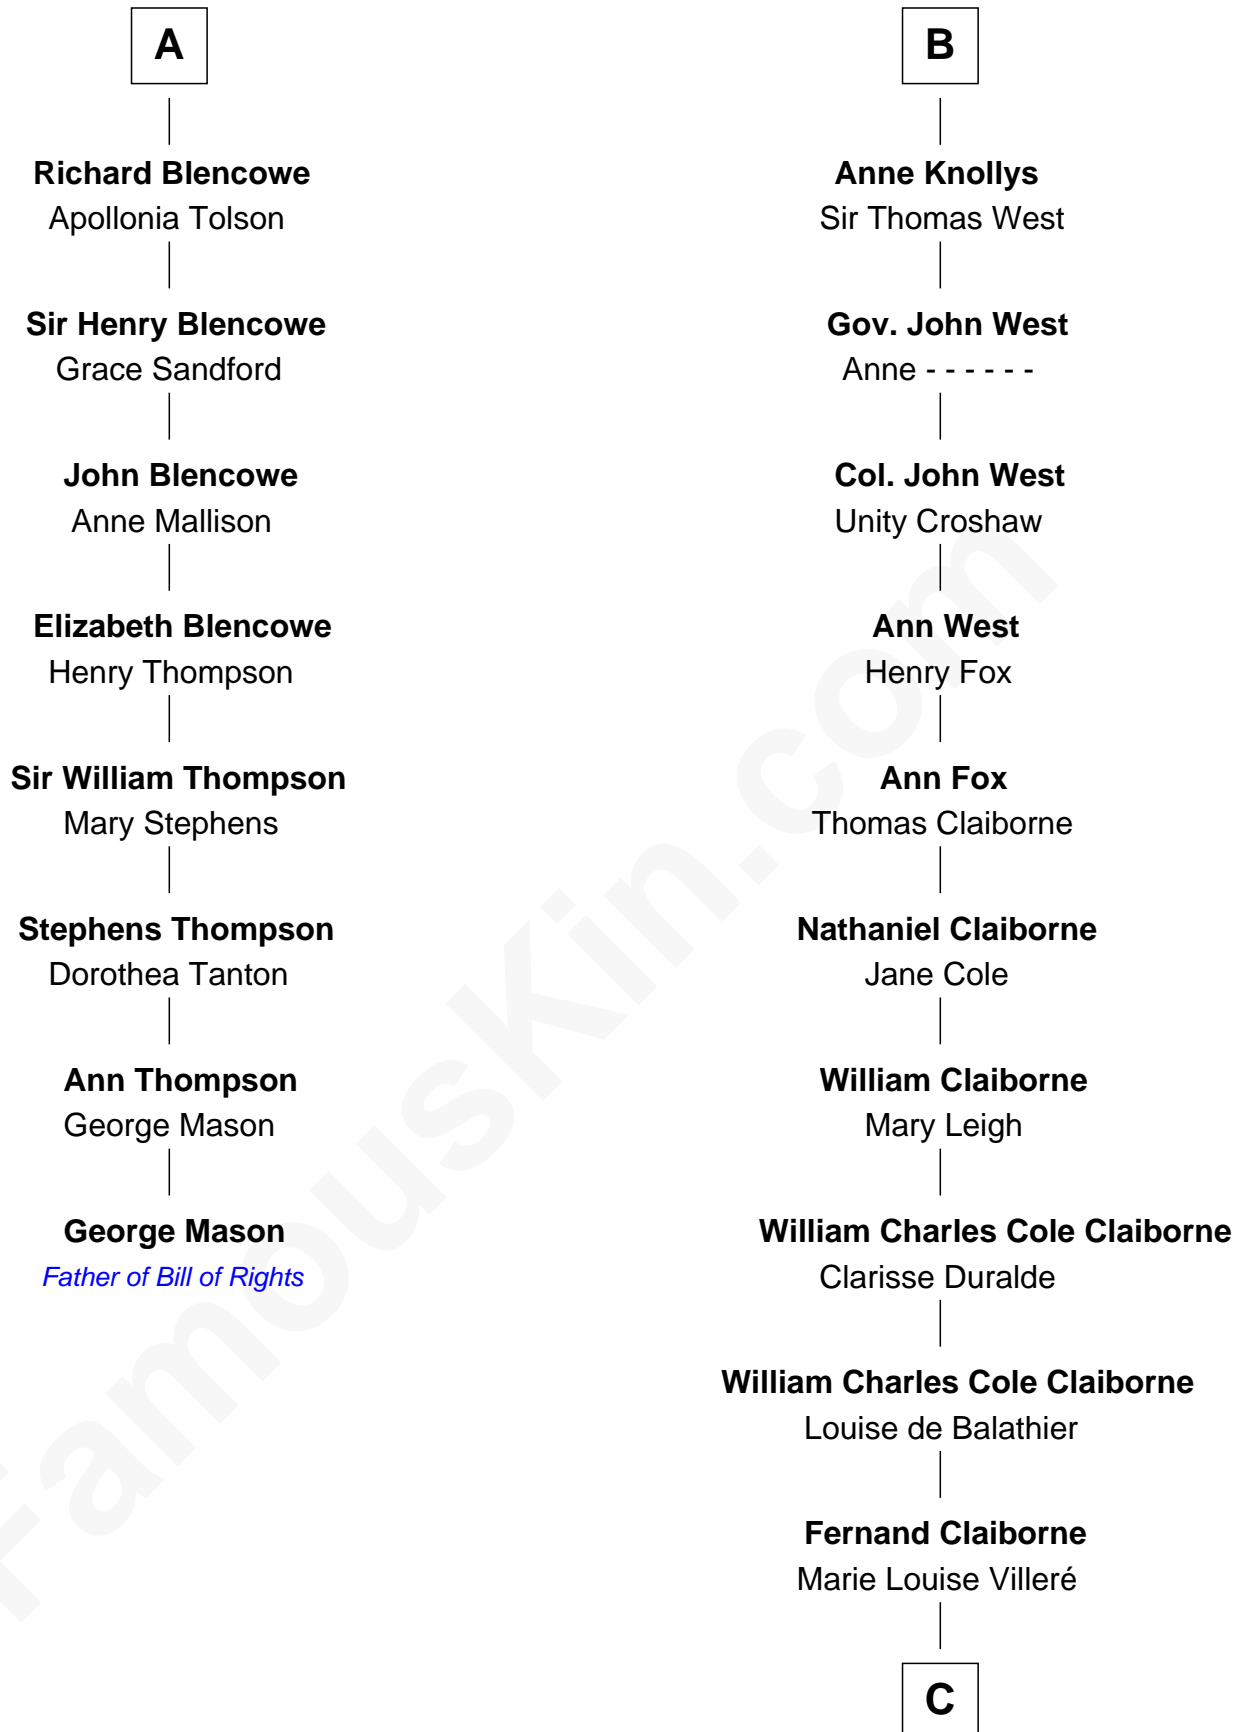 A
Richard Blencowe
Apollonia Tolson
Sir Henry Blencowe
Grace Sandford
John Blencowe
Anne Mallison
Elizabeth Blencowe
Henry Thompson
Sir William Thompson
Mary Stephens
Stephens Thompson
Dorothea Tanton
Ann Thompson
George Mason
George Mason
Father of Bill of Rights
B
Anne Knollys
Sir Thomas West
Gov. John West
Anne - - - - - -
Col. John West
Unity Croshaw
Ann West
Henry Fox
Ann Fox
Thomas Claiborne
Nathaniel Claiborne
Jane Cole
William Claiborne
Mary Leigh
William Charles Cole Claiborne
Clarisse Duralde
William Charles Cole Claiborne
Louise de Balathier
Fernand Claiborne
Marie Louise Villeré
C
FamousKin.com